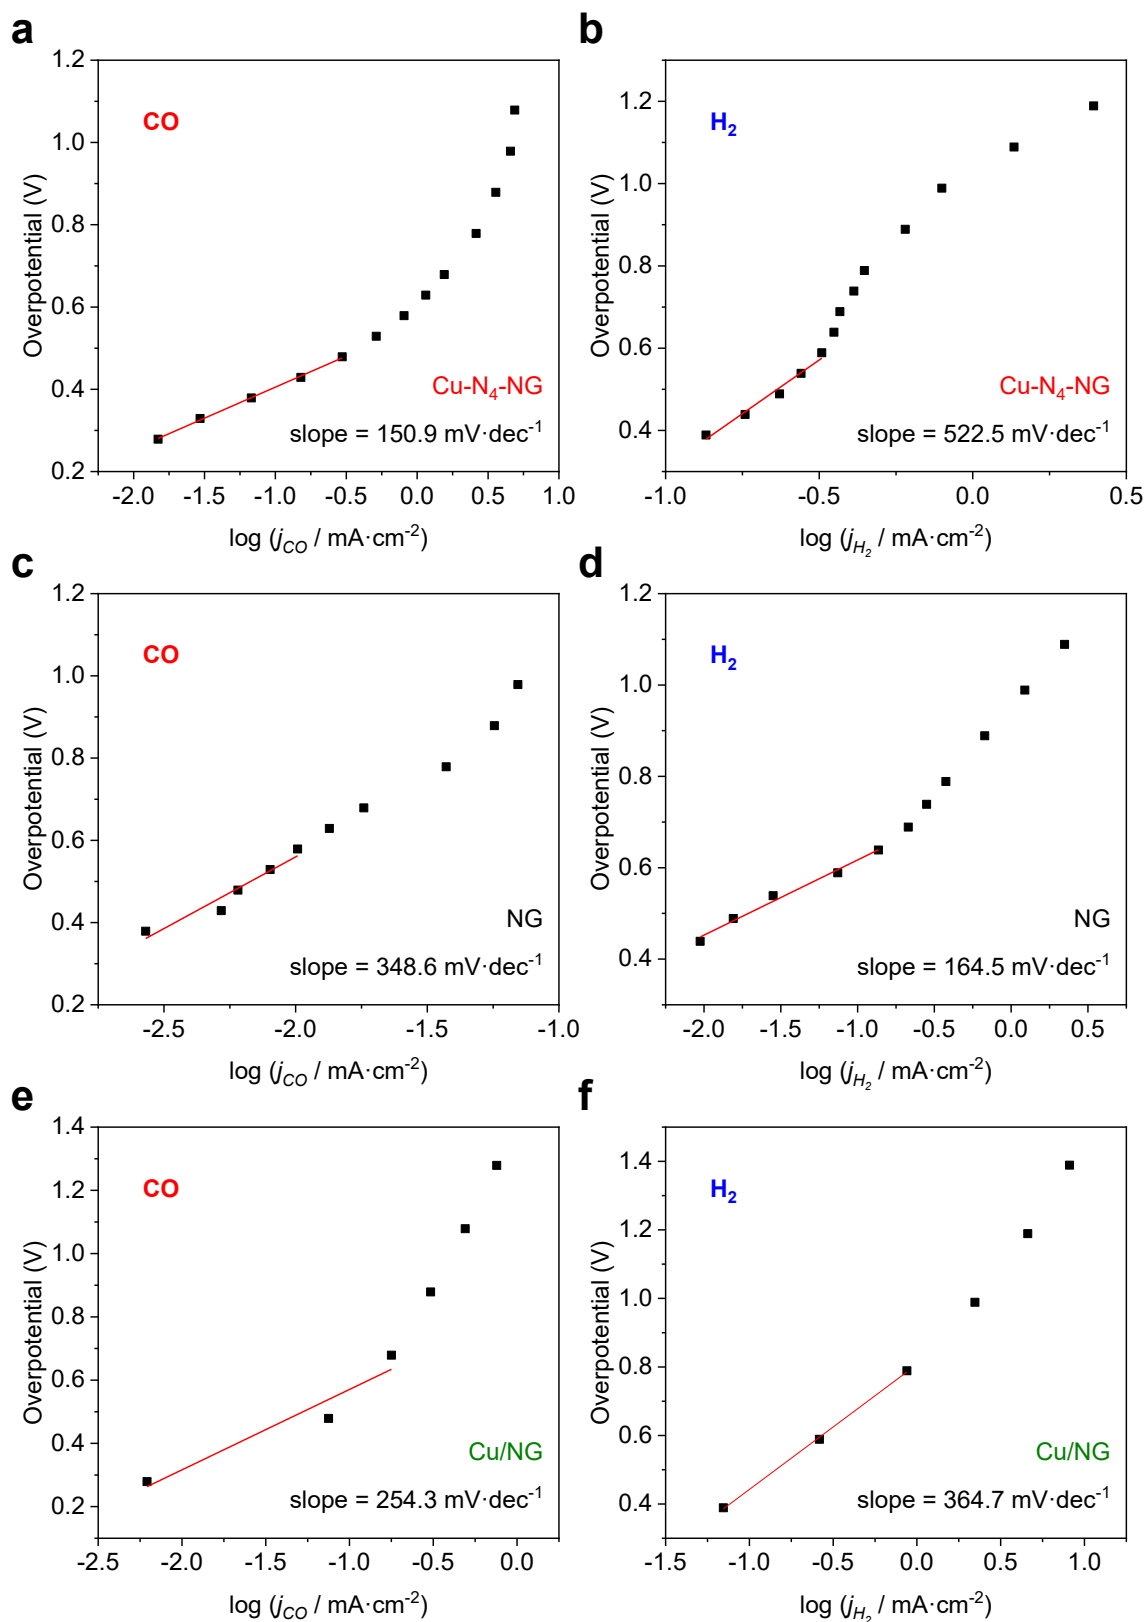 a
CO
Cu-N₄-NG
slope = 150.9 mV·dec⁻¹
Overpotential (V)
1.2
1.0
0.8
0.6
0.4
0.2
-2.0 -1.5 -1.0 -0.5 0.0 0.5 1.0
log (j_CO / mA·cm⁻²)
b
H₂
Cu-N₄-NG
slope = 522.5 mV·dec⁻¹
Overpotential (V)
1.2
1.0
0.8
0.6
0.4
-1.0 -0.5 0.0 0.5
log (j_H₂ / mA·cm⁻²)
c
CO
NG
slope = 348.6 mV·dec⁻¹
Overpotential (V)
1.2
1.0
0.8
0.6
0.4
0.2
-2.5 -2.0 -1.5 -1.0
log (j_CO / mA·cm⁻²)
d
H₂
NG
slope = 164.5 mV·dec⁻¹
Overpotential (V)
1.2
1.0
0.8
0.6
0.4
-2.0 -1.5 -1.0 -0.5 0.0 0.5
log (j_H₂ / mA·cm⁻²)
e
CO
Cu/NG
slope = 254.3 mV·dec⁻¹
Overpotential (V)
1.4
1.2
1.0
0.8
0.6
0.4
0.2
-2.5 -2.0 -1.5 -1.0 -0.5 0.0
log (j_CO / mA·cm⁻²)
f
H₂
Cu/NG
slope = 364.7 mV·dec⁻¹
Overpotential (V)
1.4
1.2
1.0
0.8
0.6
0.4
-1.5 -1.0 -0.5 0.0 0.5 1.0
log (j_H₂ / mA·cm⁻²)